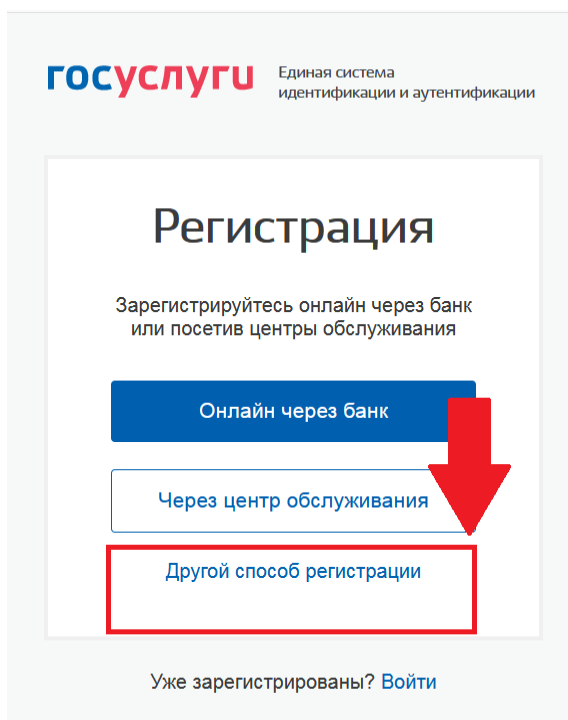 госуслуги
Единая система
идентификации и аутентификации
Регистрация
Зарегистрируйтесь онлайн через банк
или посетив центры обслуживания
Онлайн через банк
Через центр обслуживания
Другой способ регистрации
Уже зарегистрированы? Войти